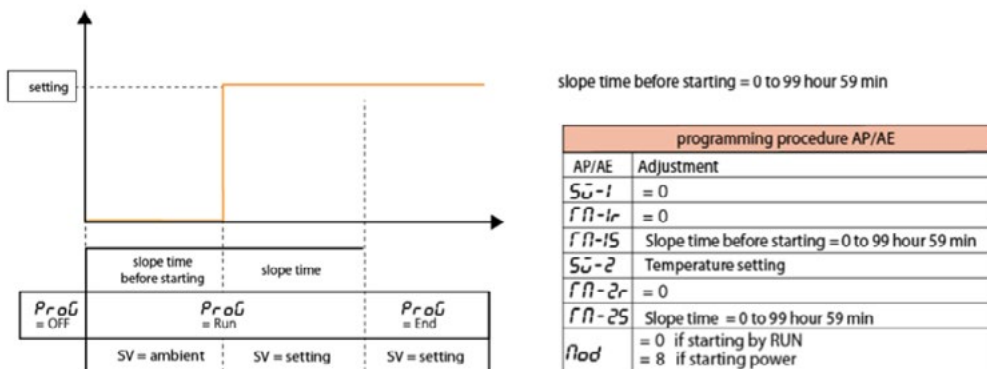 setting
slope time
before starting
slope time
ProG
= OFF
ProG
= Run
ProG
= End
SV = ambient
SV = setting
SV = setting
slope time before starting = 0 to 99 hour 59 min
programming procedure AP/AE
AP/AE Adjustment
Sv-1 = 0
TM-1r = 0
TM-1S Slope time before starting = 0 to 99 hour 59 min
Sv-2 Temperature setting
TM-2r = 0
TM-2S Slope time = 0 to 99 hour 59 min
Mod = 0 if starting by RUN
= 8 if starting power